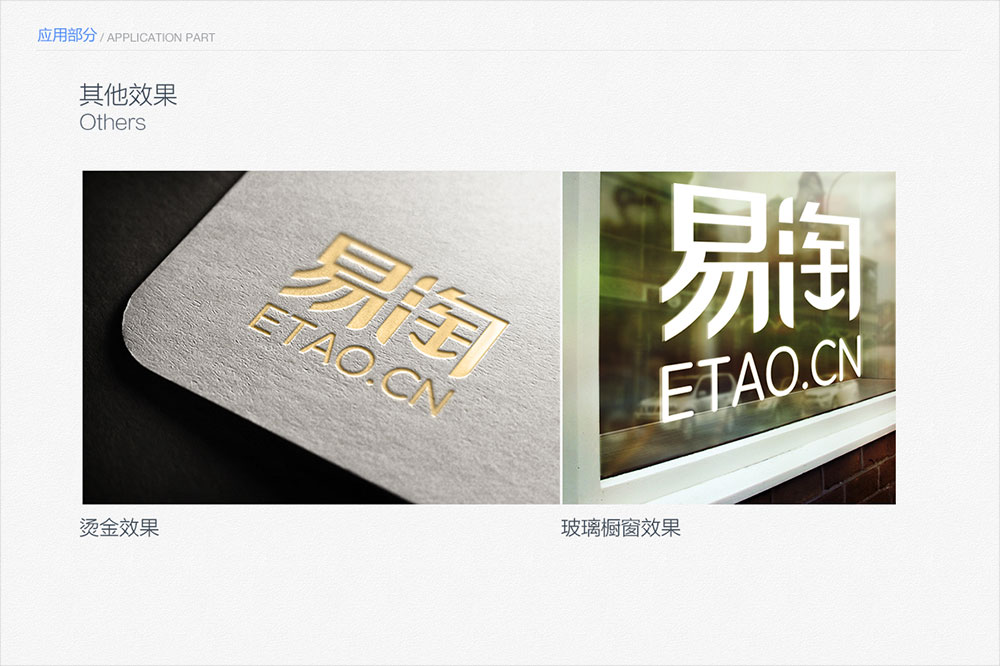 应用部分 / APPLICATION PART
其他效果
Others
易淘
ETAO.CN
易淘
ETAO.CN
烫金效果
玻璃橱窗效果